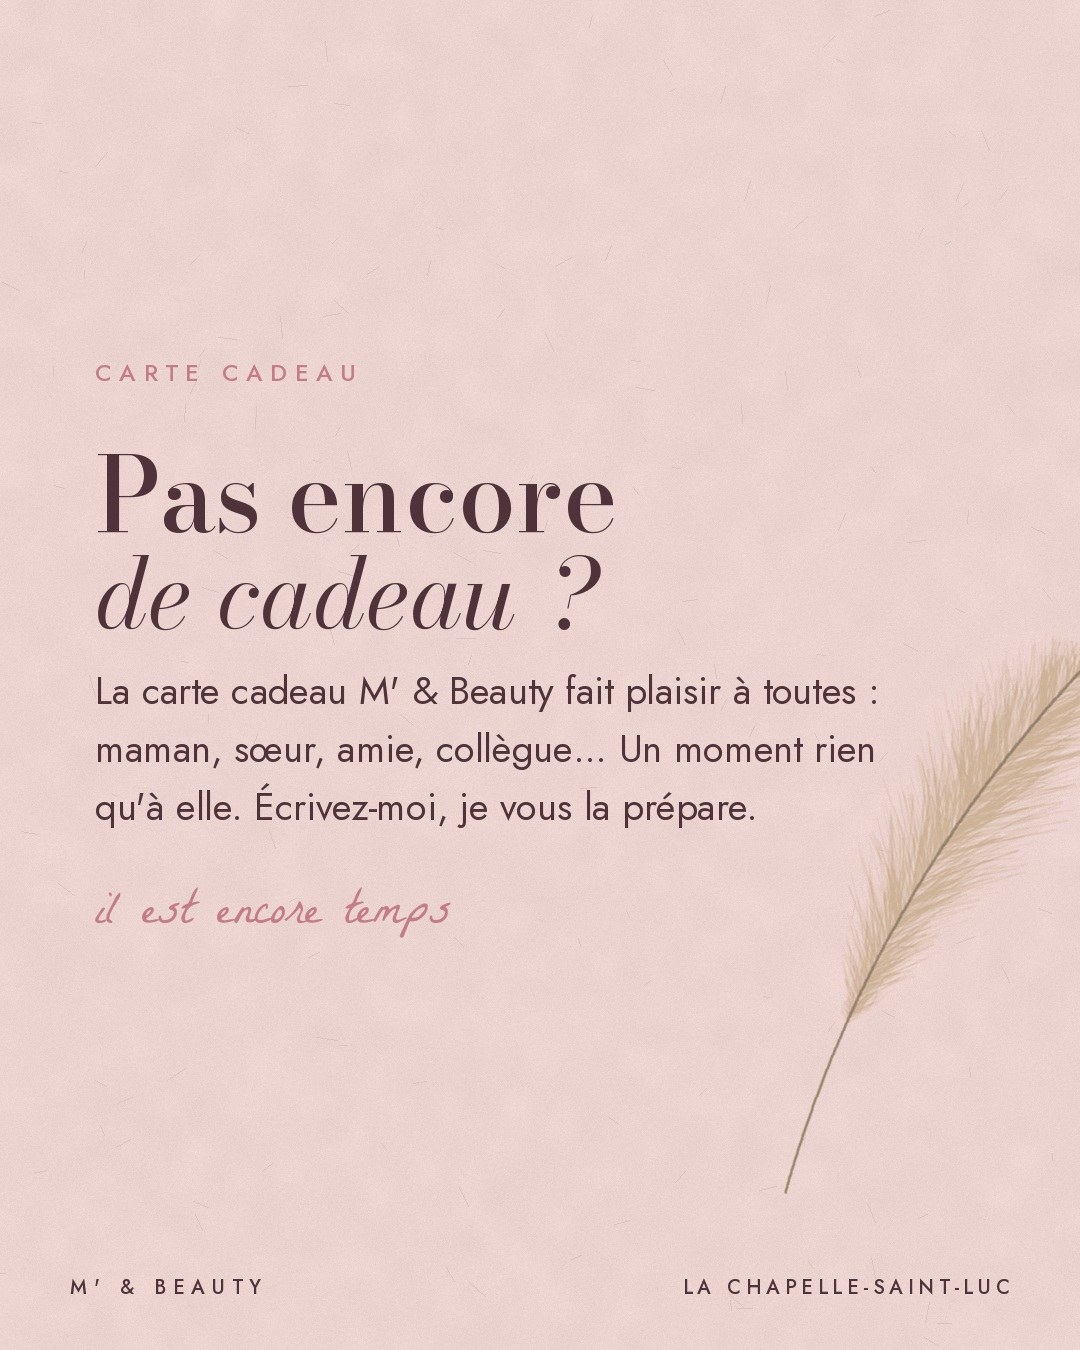 CARTE CADEAU
Pas encore
de cadeau ?
La carte cadeau M' & Beauty fait plaisir à toutes :
maman, sœur, amie, collègue… Un moment rien
qu'à elle. Écrivez-moi, je vous la prépare.
il est encore temps
M' & BEAUTY
LA CHAPELLE-SAINT-LUC